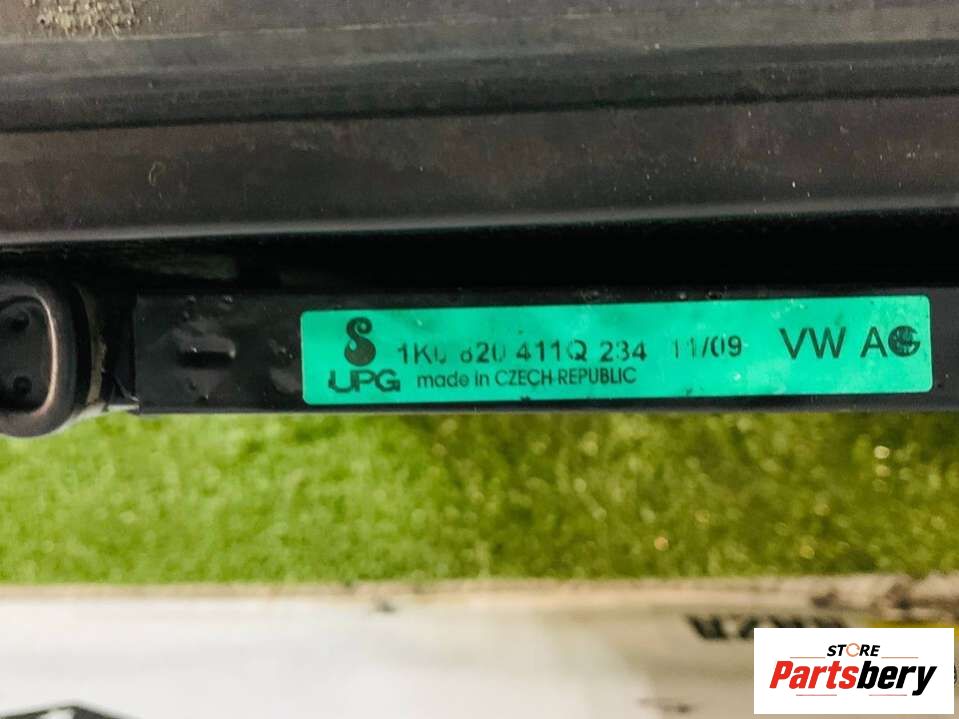 1K0 820 411Q 234 11/09 VW AG
UPG made in CZECH REPUBLIC
STORE
Partsbery